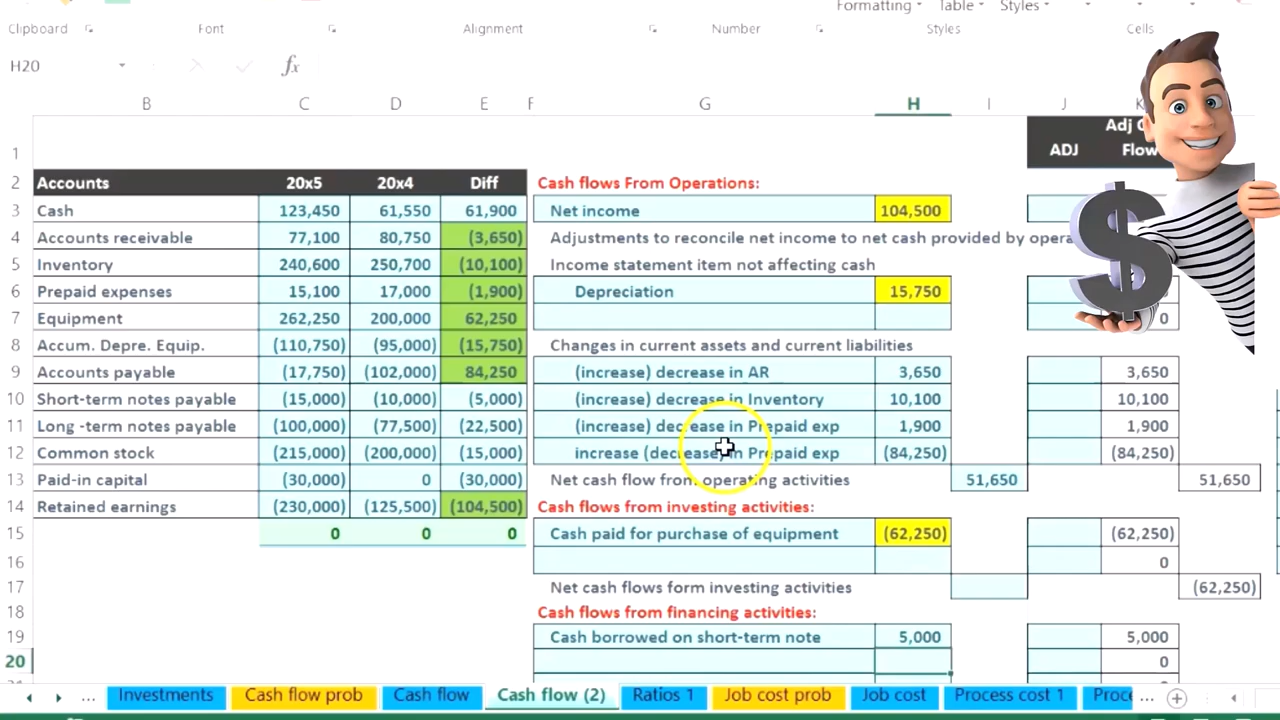 Formatting Table Styles
Clipboard Font Alignment Number Styles Cells
H20 fx
B C D E F G H I J K
1 ADJ Adj
Flow
2 Accounts 20x5 20x4 Diff Cash flows From Operations:
3 Cash 123,450 61,550 61,900 Net income 104,500
4 Accounts receivable 77,100 80,750 (3,650) Adjustments to reconcile net income to net cash provided by opera
5 Inventory 240,600 250,700 (10,100) Income statement item not affecting cash
6 Prepaid expenses 15,100 17,000 (1,900) Depreciation 15,750
7 Equipment 262,250 200,000 62,250 0
8 Accum. Depre. Equip. (110,750) (95,000) (15,750) Changes in current assets and current liabilities
9 Accounts payable (17,750) (102,000) 84,250 (increase) decrease in AR 3,650 3,650
10 Short-term notes payable (15,000) (10,000) (5,000) (increase) decrease in Inventory 10,100 10,100
11 Long -term notes payable (100,000) (77,500) (22,500) (increase) decrease in Prepaid exp 1,900 1,900
12 Common stock (215,000) (200,000) (15,000) increase (decrease) in Prepaid exp (84,250) (84,250)
13 Paid-in capital (30,000) 0 (30,000) Net cash flow from operating activities 51,650 51,650
14 Retained earnings (230,000) (125,500) (104,500) Cash flows from investing activities:
15 0 0 0 Cash paid for purchase of equipment (62,250) (62,250)
16 0
17 Net cash flows form investing activities (62,250)
18 Cash flows from financing activities:
19 Cash borrowed on short-term note 5,000 5,000
20 0
... Investments Cash flow prob Cash flow Cash flow (2) Ratios 1 Job cost prob Job cost Process cost 1 Proce ...